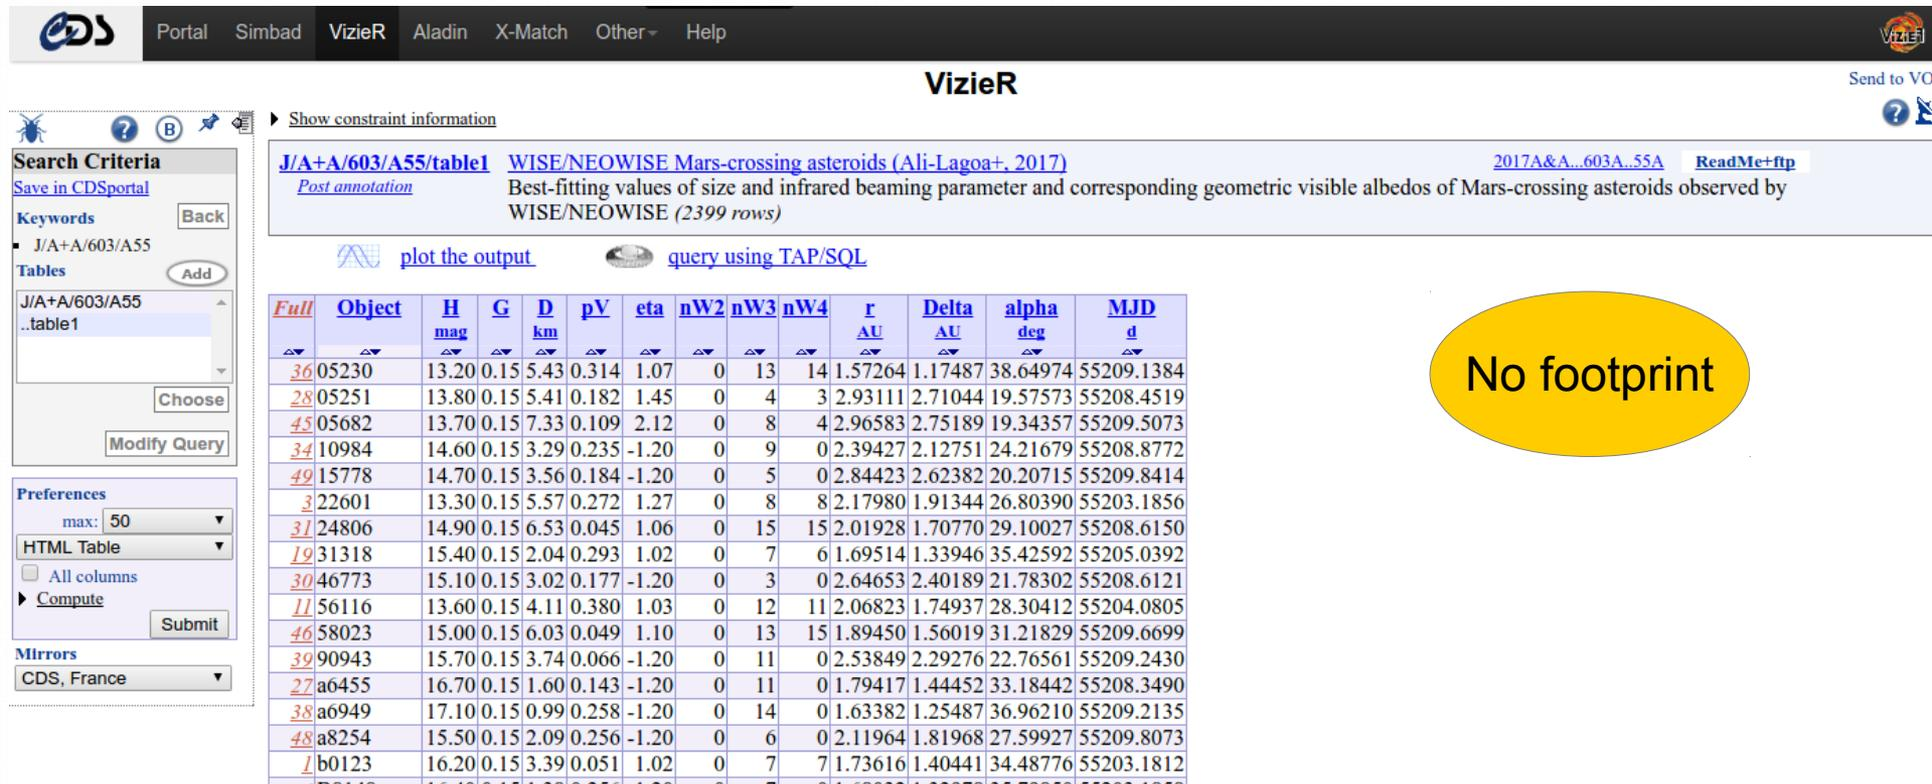 CDS Portal Simbad VizieR Aladin X-Match Other Help VizieR
VizieR
Send to VO
Show constraint information
Search Criteria
Save in CDSportal
Keywords Back
J/A+A/603/A55
Tables Add
J/A+A/603/A55
..table1
Choose
Modify Query
Preferences
max: 50
HTML Table
All columns
Compute
Submit
Mirrors
CDS, France
J/A+A/603/A55/table1 WISE/NEOWISE Mars-crossing asteroids (Ali-Lagoa+, 2017) 2017A&A...603A..55A ReadMe+ftp
Post annotation Best-fitting values of size and infrared beaming parameter and corresponding geometric visible albedos of Mars-crossing asteroids observed by
WISE/NEOWISE (2399 rows)
plot the output query using TAP/SQL
Full Object H G D pV eta nW2 nW3 nW4 r Delta alpha MJD
mag km AU AU deg d
36 05230 13.20 0.15 5.43 0.314 1.07 0 13 14 1.57264 1.17487 38.64974 55209.1384
28 05251 13.80 0.15 5.41 0.182 1.45 0 4 3 2.93111 2.71044 19.57573 55208.4519
45 05682 13.70 0.15 7.33 0.109 2.12 0 8 4 2.96583 2.75189 19.34357 55209.5073
34 10984 14.60 0.15 3.29 0.235 -1.20 0 9 0 2.39427 2.12751 24.21679 55208.8772
49 15778 14.70 0.15 3.56 0.184 -1.20 0 5 0 2.84423 2.62382 20.20715 55209.8414
3 22601 13.30 0.15 5.57 0.272 1.27 0 8 8 2.17980 1.91344 26.80390 55203.1856
31 24806 14.90 0.15 6.53 0.045 1.06 0 15 15 2.01928 1.70770 29.10027 55208.6150
19 31318 15.40 0.15 2.04 0.293 1.02 0 7 6 1.69514 1.33946 35.42592 55205.0392
30 46773 15.10 0.15 3.02 0.177 -1.20 0 3 0 2.64653 2.40189 21.78302 55208.6121
11 56116 13.60 0.15 4.11 0.380 1.03 0 12 11 2.06823 1.74937 28.30412 55204.0805
46 58023 15.00 0.15 6.03 0.049 1.10 0 13 15 1.89450 1.56019 31.21829 55209.6699
39 90943 15.70 0.15 3.74 0.066 -1.20 0 11 0 2.53849 2.29276 22.76561 55209.2430
27 a6455 16.70 0.15 1.60 0.143 -1.20 0 11 0 1.79417 1.44452 33.18442 55208.3490
38 a6949 17.10 0.15 0.99 0.258 -1.20 0 14 0 1.63382 1.25487 36.96210 55209.2135
48 a8254 15.50 0.15 2.09 0.256 -1.20 0 6 0 2.11964 1.81968 27.59927 55209.8073
1 b0123 16.20 0.15 3.39 0.051 1.02 0 7 7 1.73616 1.40441 34.48776 55203.1812
No footprint